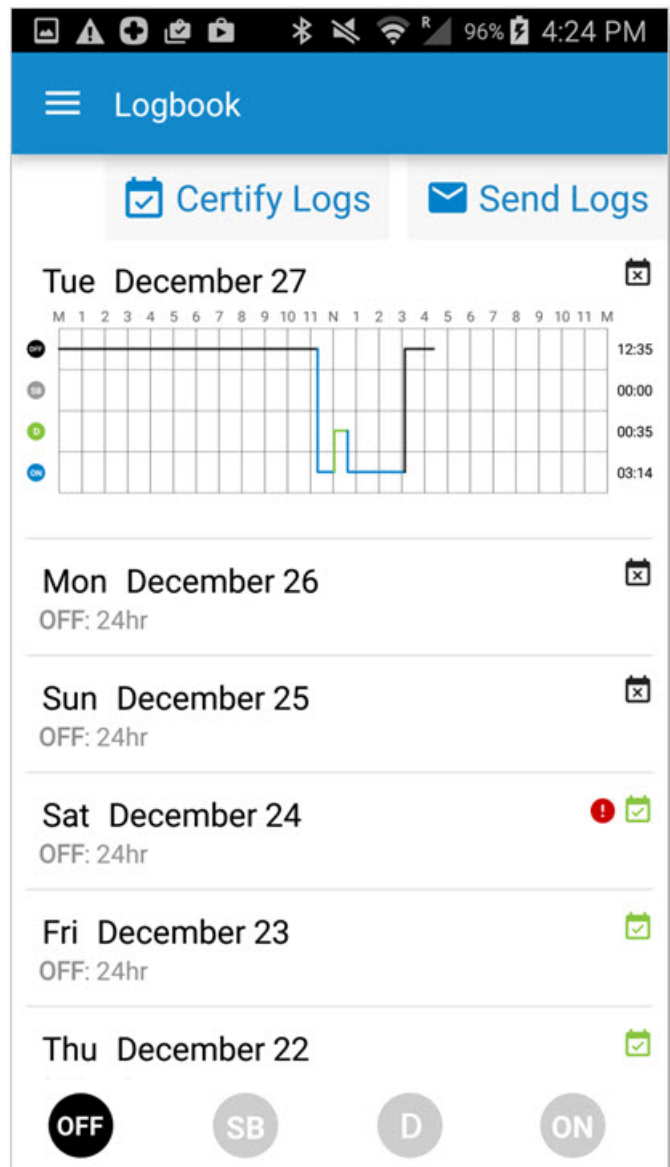 R 96% 4:24 PM
Logbook
Certify Logs Send Logs
Tue December 27
M 1 2 3 4 5 6 7 8 9 10 11 N 1 2 3 4 5 6 7 8 9 10 11 M
OFF 12:35
SB 00:00
D 00:35
ON 03:14
Mon December 26
OFF: 24hr
Sun December 25
OFF: 24hr
Sat December 24
OFF: 24hr
Fri December 23
OFF: 24hr
Thu December 22
OFF SB D ON